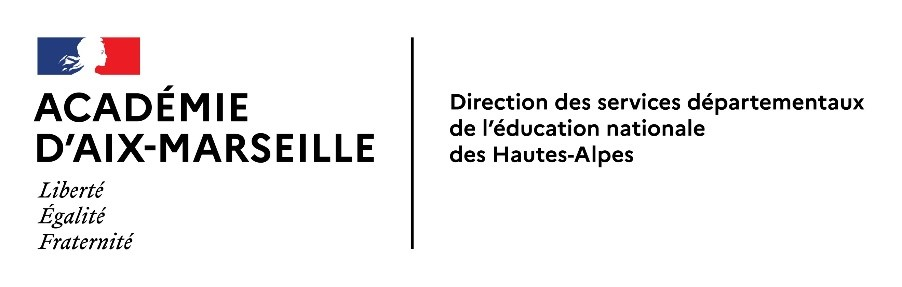 ACADÉMIE
D'AIX-MARSEILLE
Liberté
Égalité
Fraternité
Direction des services départementaux
de l'éducation nationale
des Hautes-Alpes